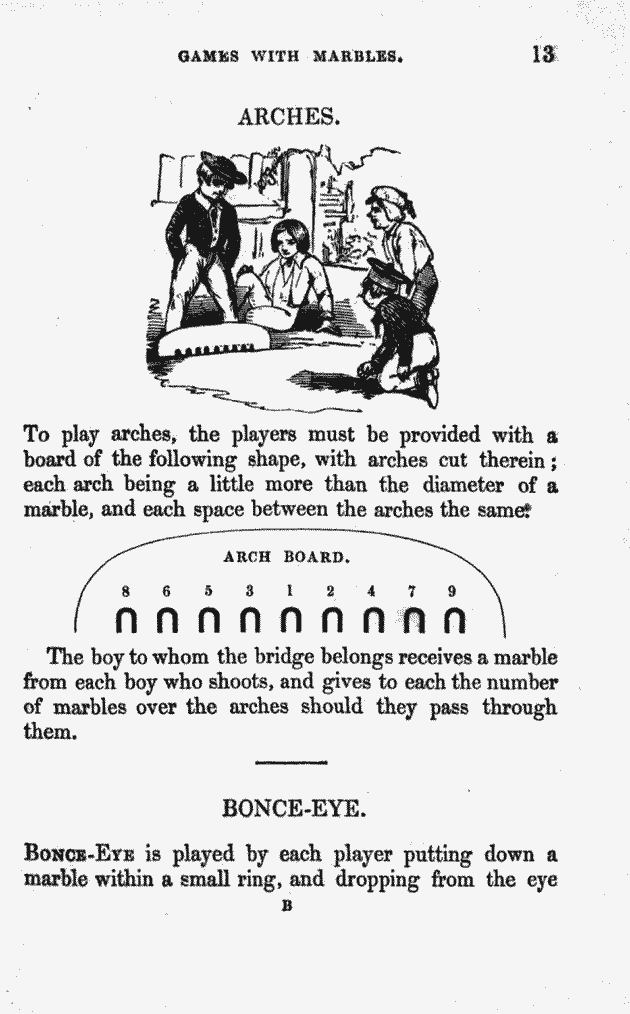 GAMES WITH MARBLES.
13
ARCHES.
To play arches, the players must be provided with a
board of the following shape, with arches cut therein;
each arch being a little more than the diameter of a
marble, and each space between the arches the same.
ARCH BOARD.
8 6 5 3 1 2 4 7 9
The boy to whom the bridge belongs receives a marble
from each boy who shoots, and gives to each the number
of marbles over the arches should they pass through
them.
BONCE-EYE.
BONCE-EYE is played by each player putting down a
marble within a small ring, and dropping from the eye
B